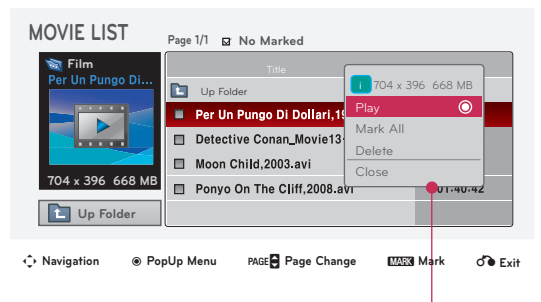 MOVIE LIST
Page 1/1 No Marked
Film
Per Un Pungo Di...
704 x 396 668 MB
Up Folder
Title
Up Folder
Per Un Pungo Di Dollari,19
Detective Conan_Movie13
Moon Child,2003.avi
Ponyo On The Cliff,2008.avi 01:40:42
i 704 x 396 668 MB
Play
Mark All
Delete
Close
Navigation PopUp Menu PAGE Page Change MARK Mark Exit